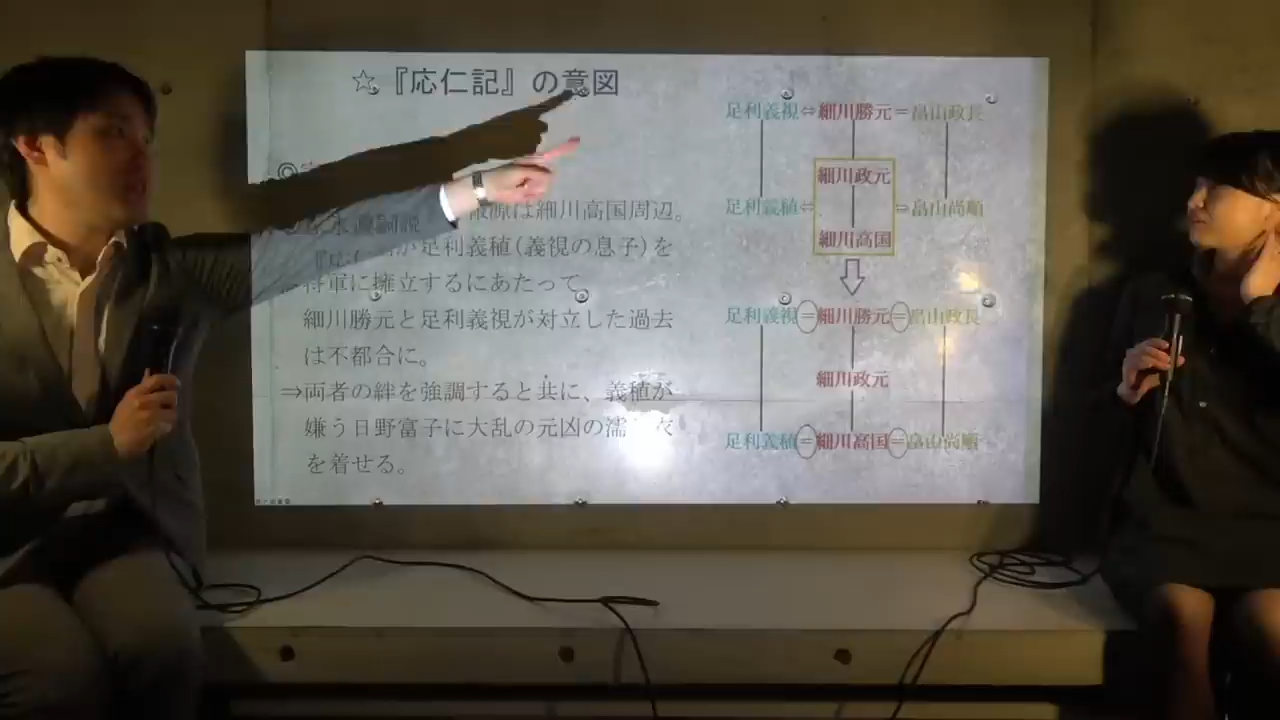 ☆『応仁記』の意図
◎
は細川高国周辺。
が足利義稙(義視の息子)を
将軍に擁立するにあたって、
細川勝元と足利義視が対立した過去
は不都合に。
⇒両者の絆を強調すると共に、義稙が
嫌う日野富子に大乱の元凶の濡
を着せる。
足利義視⇔細川勝元=畠山政長
細川政元
足利義稙⇔
=畠山尚順
細川高国
足利義視=細川勝元=畠山政長
細川政元
足利義稙=細川高国=畠山尚順